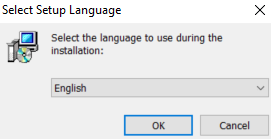 Select Setup Language
Select the language to use during the
installation:
English
OK
Cancel